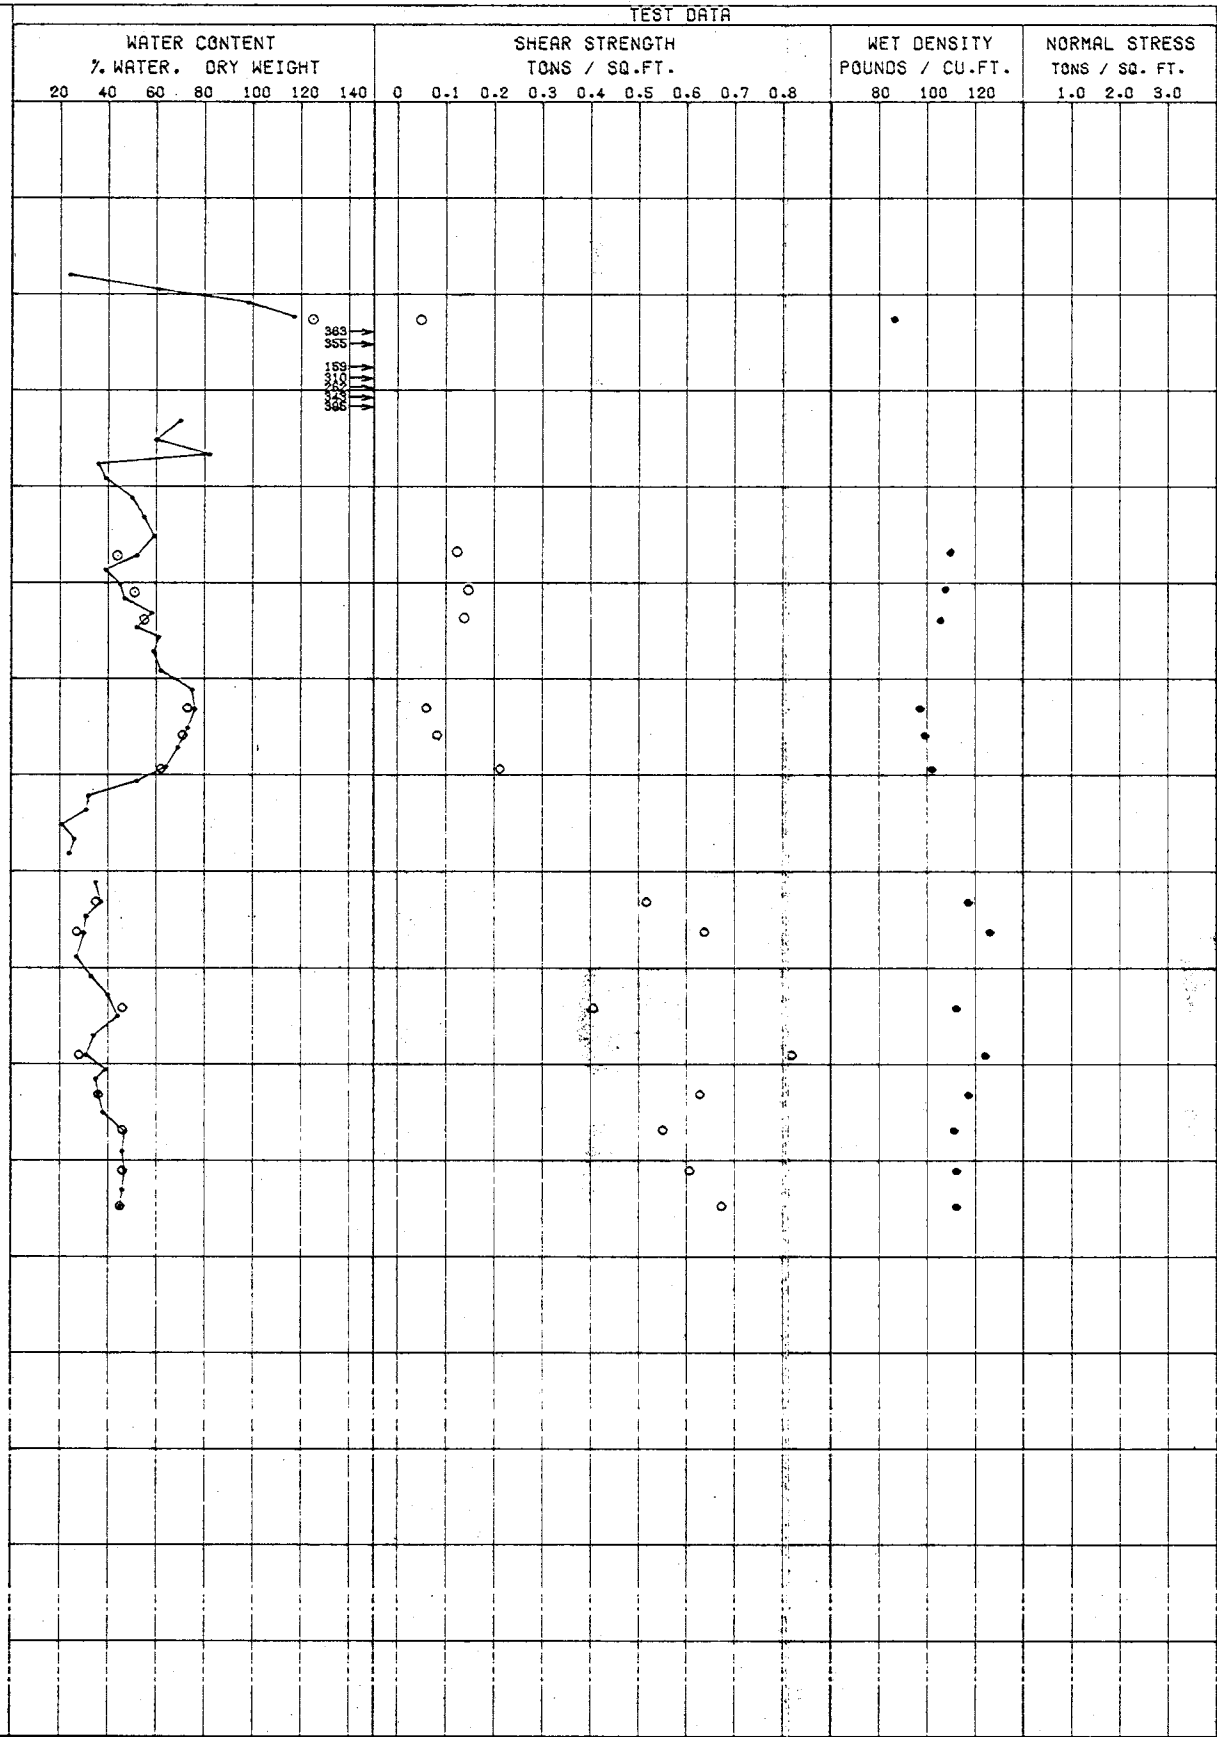 TEST DATA
WATER CONTENT
% WATER. DRY WEIGHT
SHEAR STRENGTH
TONS / SQ.FT.
WET DENSITY
POUNDS / CU.FT.
NORMAL STRESS
TONS / SQ. FT.
20 40 60 80 100 120 140 0 0.1 0.2 0.3 0.4 0.5 0.6 0.7 0.8 80 100 120 1.0 2.0 3.0
363
355
159
310
343